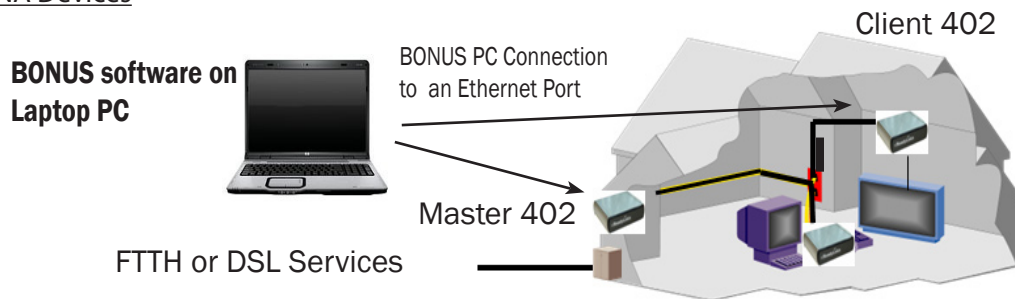 Devices
Client 402
BONUS software on
Laptop PC
BONUS PC Connection
to an Ethernet Port
Master 402
FTTH or DSL Services